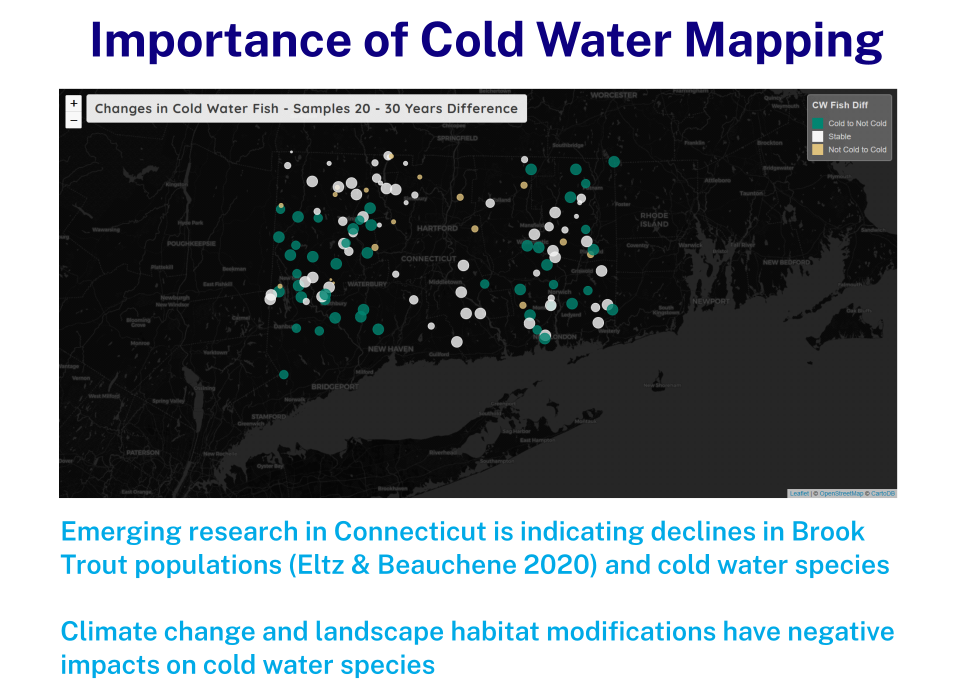 Importance of Cold Water Mapping
+
Changes in Cold Water Fish - Samples 20 - 30 Years Difference
−
WORCESTER
CW Fish Diff
Cold to Not Cold
Stable
Not Cold to Cold
SPRINGFIELD
RHODE
ISLAND
HARTFORD
POUGHKEEPSIE
CONNECTICUT
NEW BEDFORD
WATERBURY
NEWPORT
NEW HAVEN
BRIDGEPORT
STAMFORD
PATERSON
Leaflet | © OpenStreetMap © CartoDB
Emerging research in Connecticut is indicating declines in Brook
Trout populations (Eltz & Beauchene 2020) and cold water species
Climate change and landscape habitat modifications have negative
impacts on cold water species